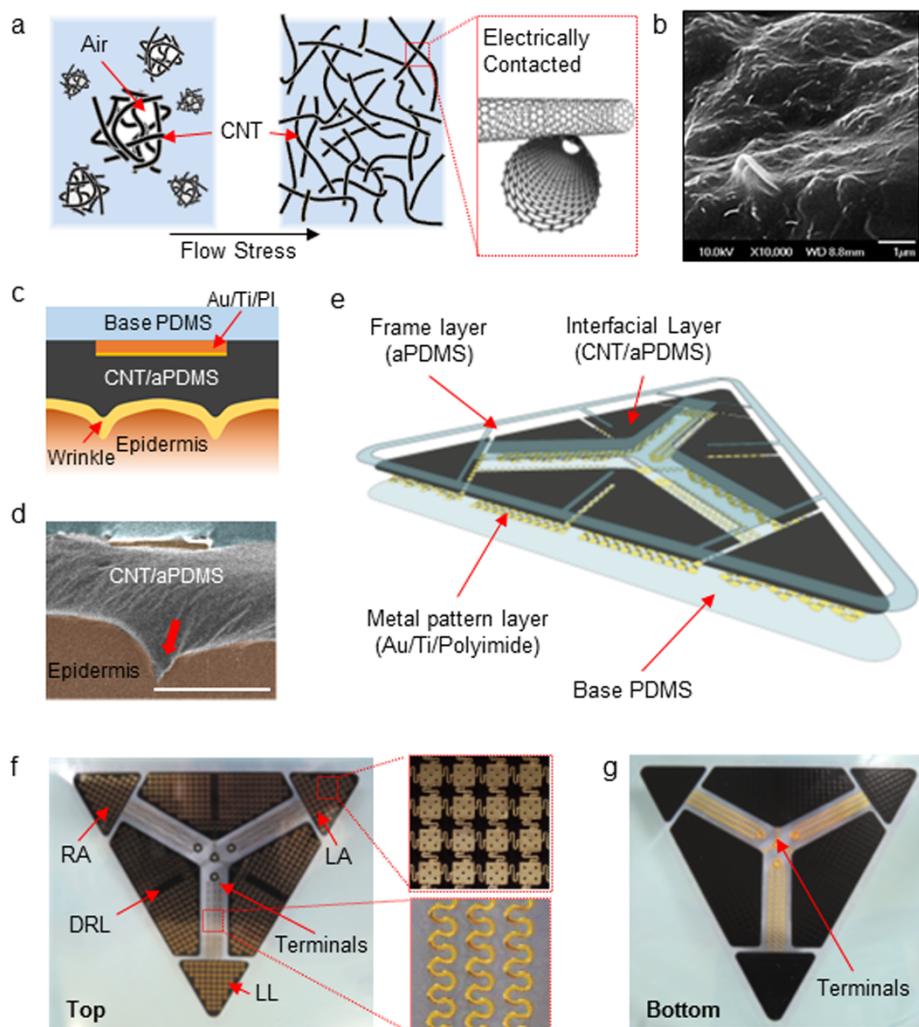 a
Air
CNT
Flow Stress
Electrically
Contacted
b
10.0kV X10,000 WD 8.8mm 1μm
c
Au/Ti/PI
Base PDMS
CNT/aPDMS
Wrinkle
Epidermis
d
CNT/aPDMS
Epidermis
e
Frame layer
(aPDMS)
Interfacial Layer
(CNT/aPDMS)
Metal pattern layer
(Au/Ti/Polyimide)
Base PDMS
f
RA
LA
DRL
Terminals
LL
Top
g
Terminals
Bottom